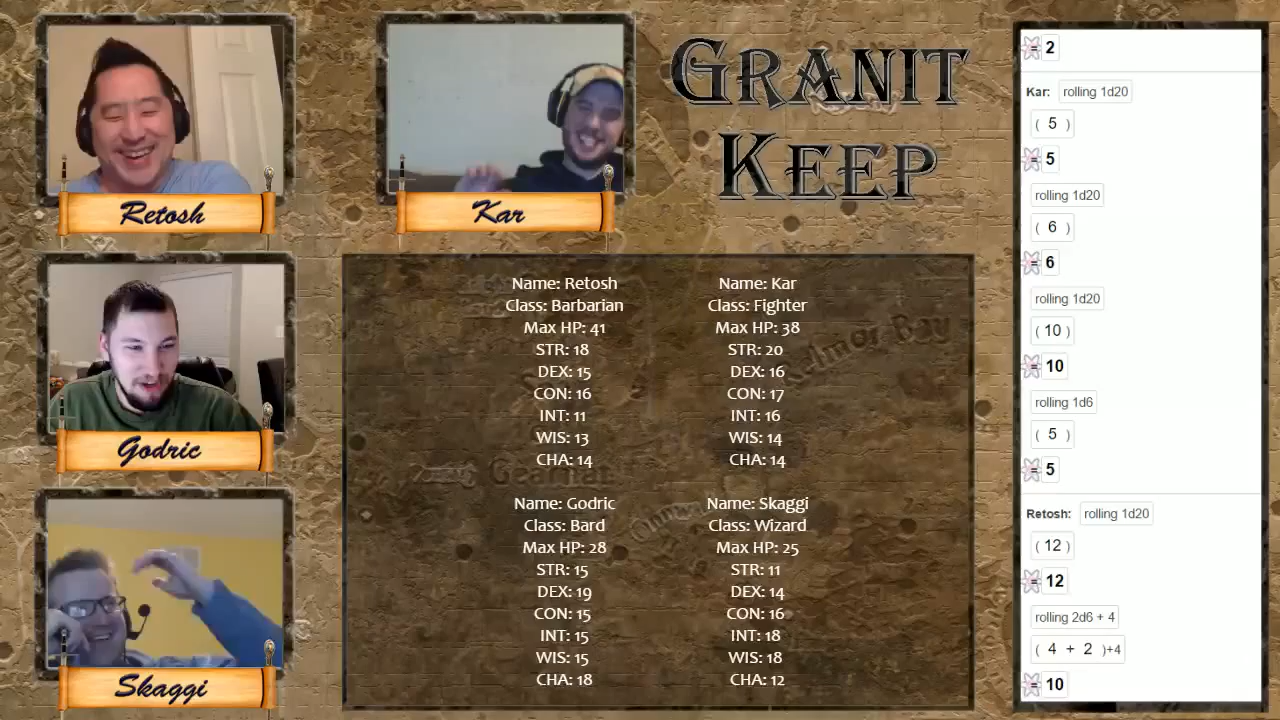 GRANIT
KEEP
Retosh
Kar
Godric
Skaggi
Name: Retosh
Class: Barbarian
Max HP: 41
STR: 18
DEX: 15
CON: 16
INT: 11
WIS: 13
CHA: 14
Name: Kar
Class: Fighter
Max HP: 38
STR: 20
DEX: 16
CON: 17
INT: 16
WIS: 14
CHA: 14
Name: Godric
Class: Bard
Max HP: 28
STR: 15
DEX: 19
CON: 15
INT: 15
WIS: 15
CHA: 18
Name: Skaggi
Class: Wizard
Max HP: 25
STR: 11
DEX: 14
CON: 16
INT: 18
WIS: 18
CHA: 12
= 2
Kar: rolling 1d20
( 5 )
= 5
rolling 1d20
( 6 )
= 6
rolling 1d20
( 10 )
= 10
rolling 1d6
( 5 )
= 5
Retosh: rolling 1d20
( 12 )
= 12
rolling 2d6 + 4
( 4 + 2 )+4
= 10